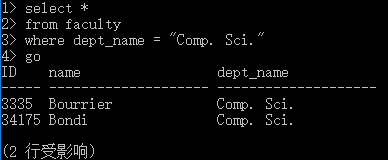 1> select *
2> from faculty
3> where dept_name = "Comp. Sci."
4> go
ID    name                 dept_name
----- -------------------- --------------------
3335  Bourrier             Comp. Sci.
34175 Bondi                Comp. Sci.
(2 行受影响)